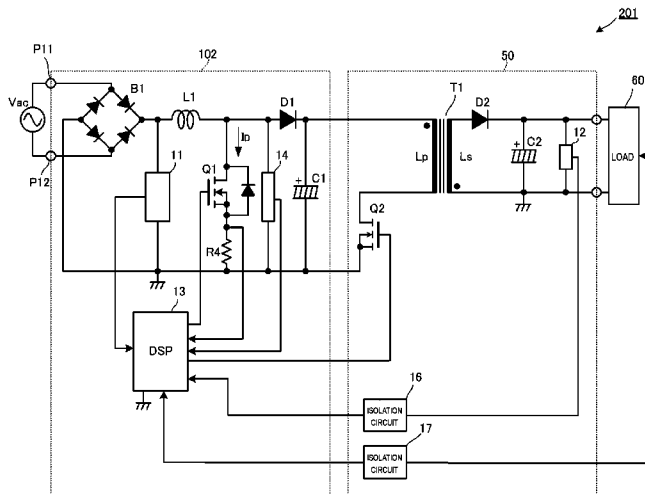 201
P11
102
50
B1
L1
D1
T1
D2
60
Vac
ID
12
11
Q1
14
+
C1
Lp
Ls
+
C2
LOAD
P12
Q2
R4
13
DSP
16
ISOLATION
CIRCUIT
17
ISOLATION
CIRCUIT